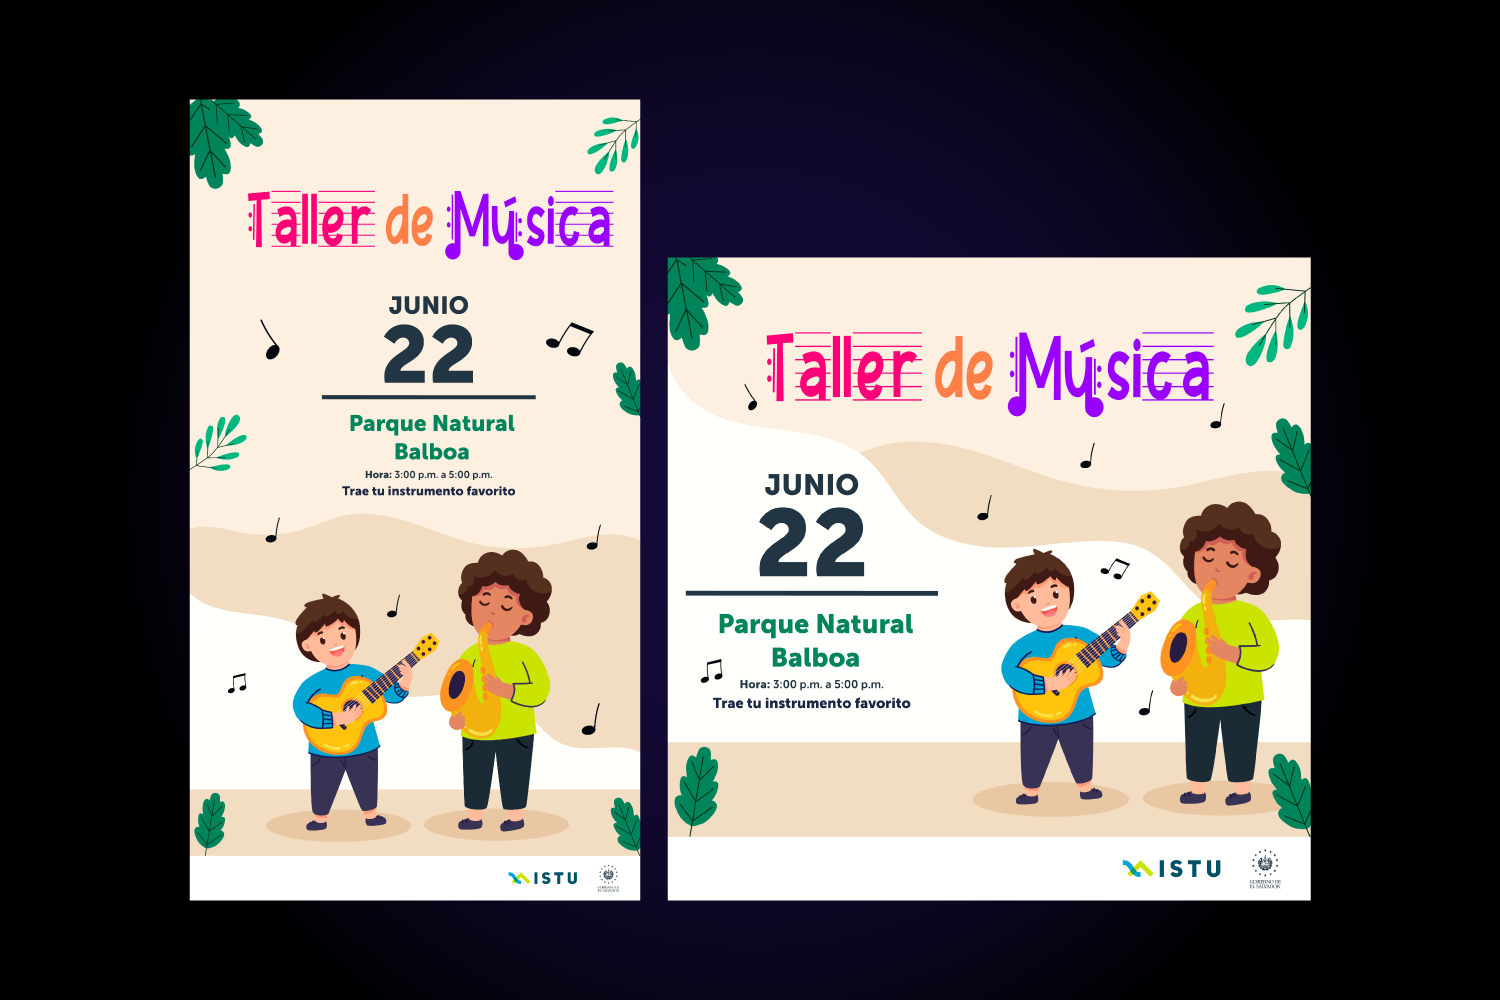 Taller de Música
JUNIO
22
Parque Natural
Balboa
Hora: 3:00 p.m. a 5:00 p.m.
Trae tu instrumento favorito
ISTU
GOBIERNO DE
EL SALVADOR
Taller de Música
JUNIO
22
Parque Natural
Balboa
Hora: 3:00 p.m. a 5:00 p.m.
Trae tu instrumento favorito
ISTU
GOBIERNO DE
EL SALVADOR